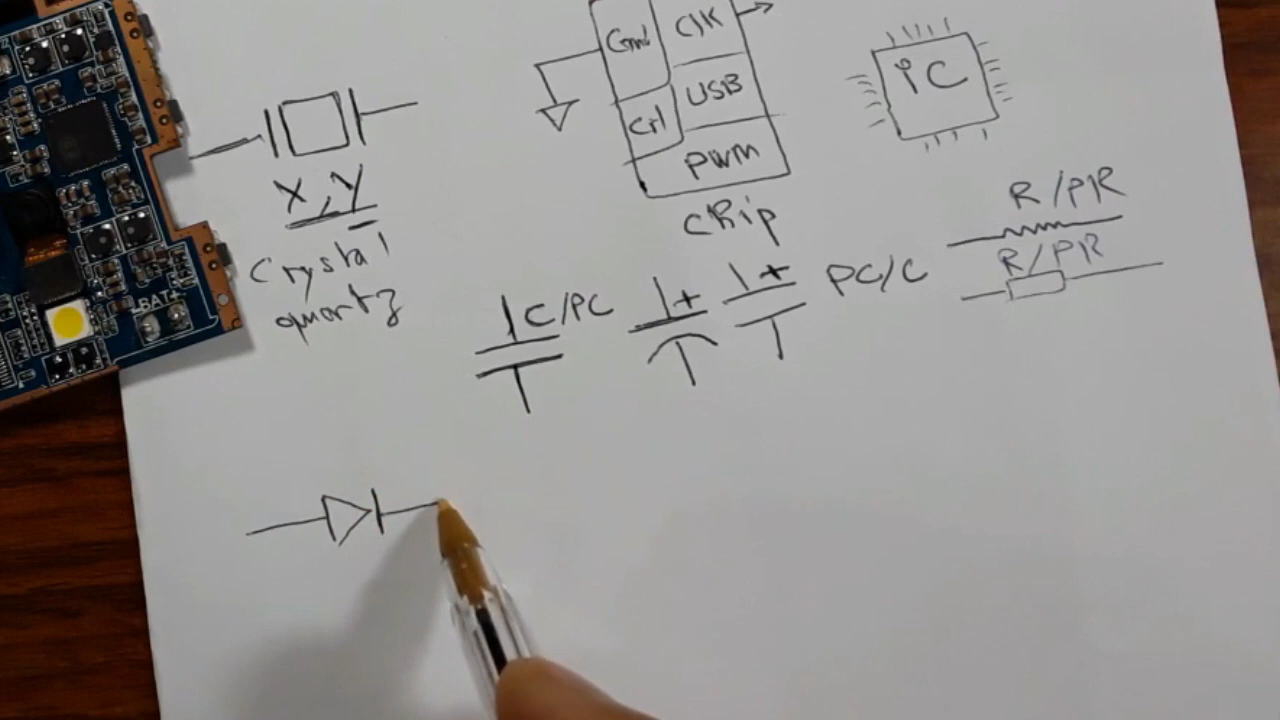 Gnd
CLK
USB
Crl
PWM
CHip
IC
X,Y
Crystal
quartz
C/PC
+
+
PC/C
R/PR
R/PR
BAT+